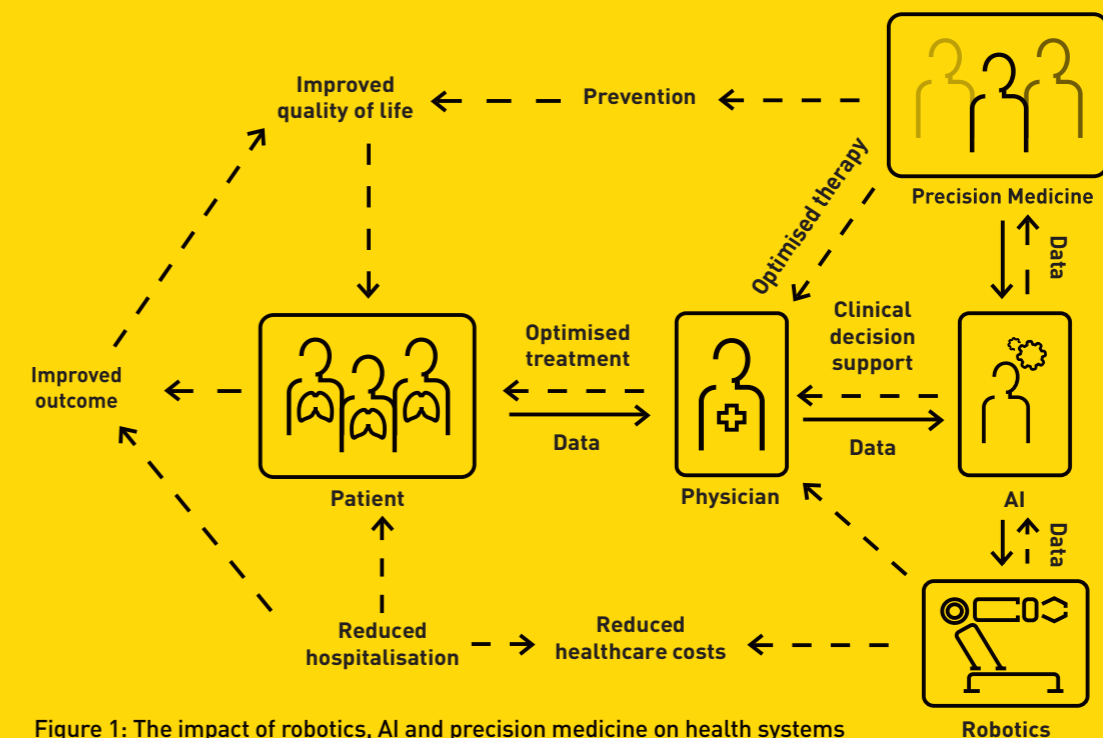 Improved
quality of life
Prevention
Optimised therapy
Precision Medicine
Data
Clinical
decision
support
Optimised
treatment
Improved
outcome
Data
Data
Patient
Physician
AI
Data
Reduced
hospitalisation
Reduced
healthcare costs
Figure 1: The impact of robotics, AI and precision medicine on health systems
Robotics